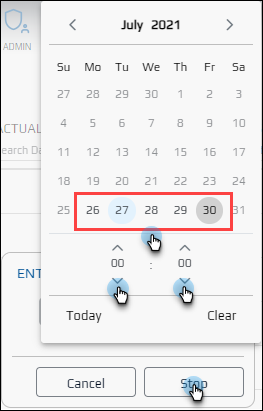 July 2021
ADMIN
Su Mo Tu We Th Fr Sa
27 28 29 30 1 2 3
4 5 6 7 8 9 10
ACTUAL
11 12 13 14 15 16 17
earch Da
18 19 20 21 22 23 24
25 26 27 28 29 30 31
00 : 00
ENT
Today Clear
Cancel Stop